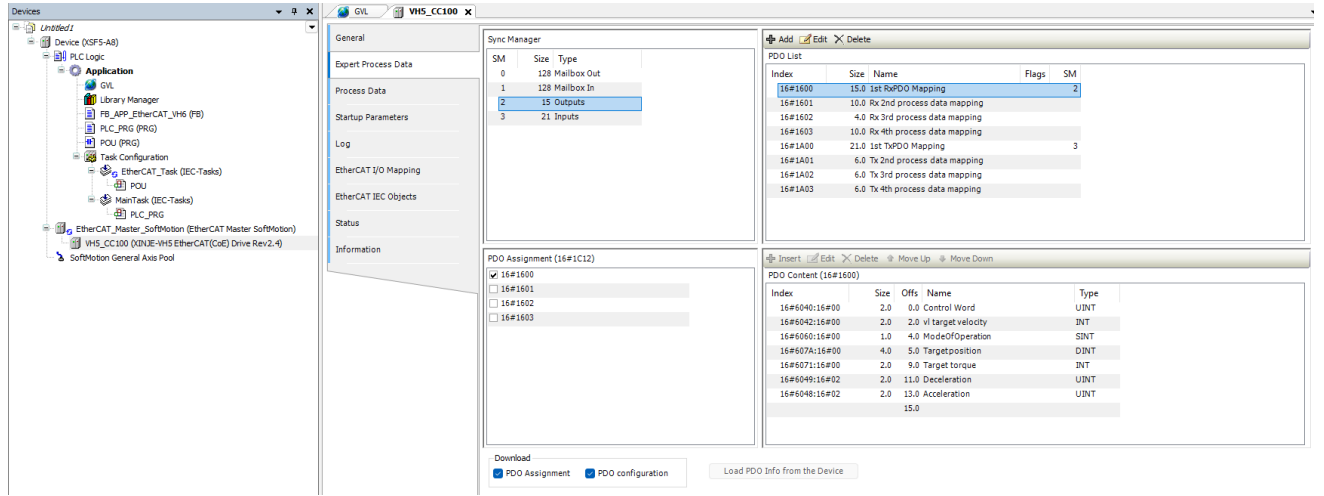 Devices
Untitled1
Device (XSF5-A8)
PLC Logic
Application
GVL
Library Manager
FB_APP_EtherCAT_VH6 (FB)
PLC_PRG (PRG)
POU (PRG)
Task Configuration
EtherCAT_Task (IEC-Tasks)
POU
MainTask (IEC-Tasks)
PLC_PRG
EtherCAT_Master_SoftMotion (EtherCAT Master SoftMotion)
VH5_CC100 (XINJE-VH5 EtherCAT(CoE) Drive Rev2.4)
SoftMotion General Axis Pool
GVL VH5_CC100
General
Expert Process Data
Process Data
Startup Parameters
Log
EtherCAT I/O Mapping
EtherCAT IEC Objects
Status
Information
Sync Manager
SM Size Type
0 128 Mailbox Out
1 128 Mailbox In
2 15 Outputs
3 21 Inputs
Add Edit Delete
PDO List
Index Size Name Flags SM
16#1600 15.0 1st RxPDO Mapping 2
16#1601 10.0 Rx 2nd process data mapping
16#1602 4.0 Rx 3rd process data mapping
16#1603 10.0 Rx 4th process data mapping
16#1A00 21.0 1st TxPDO Mapping 3
16#1A01 6.0 Tx 2nd process data mapping
16#1A02 6.0 Tx 3rd process data mapping
16#1A03 6.0 Tx 4th process data mapping
PDO Assignment (16#1C12)
16#1600
16#1601
16#1602
16#1603
Insert Edit Delete Move Up Move Down
PDO Content (16#1600)
Index Size Offs Name Type
16#6040:16#00 2.0 0.0 Control Word UINT
16#6042:16#00 2.0 2.0 vl target velocity INT
16#6060:16#00 1.0 4.0 ModeOfOperation SINT
16#607A:16#00 4.0 5.0 Targetposition DINT
16#6071:16#00 2.0 9.0 Target torque INT
16#6049:16#02 2.0 11.0 Deceleration UINT
16#6048:16#02 2.0 13.0 Acceleration UINT
15.0
Download
PDO Assignment PDO configuration
Load PDO Info from the Device